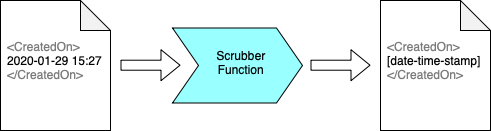 <CreatedOn>
2020-01-29 15:27
</CreatedOn>
Scrubber
Function
<CreatedOn>
[date-time-stamp]
</CreatedOn>